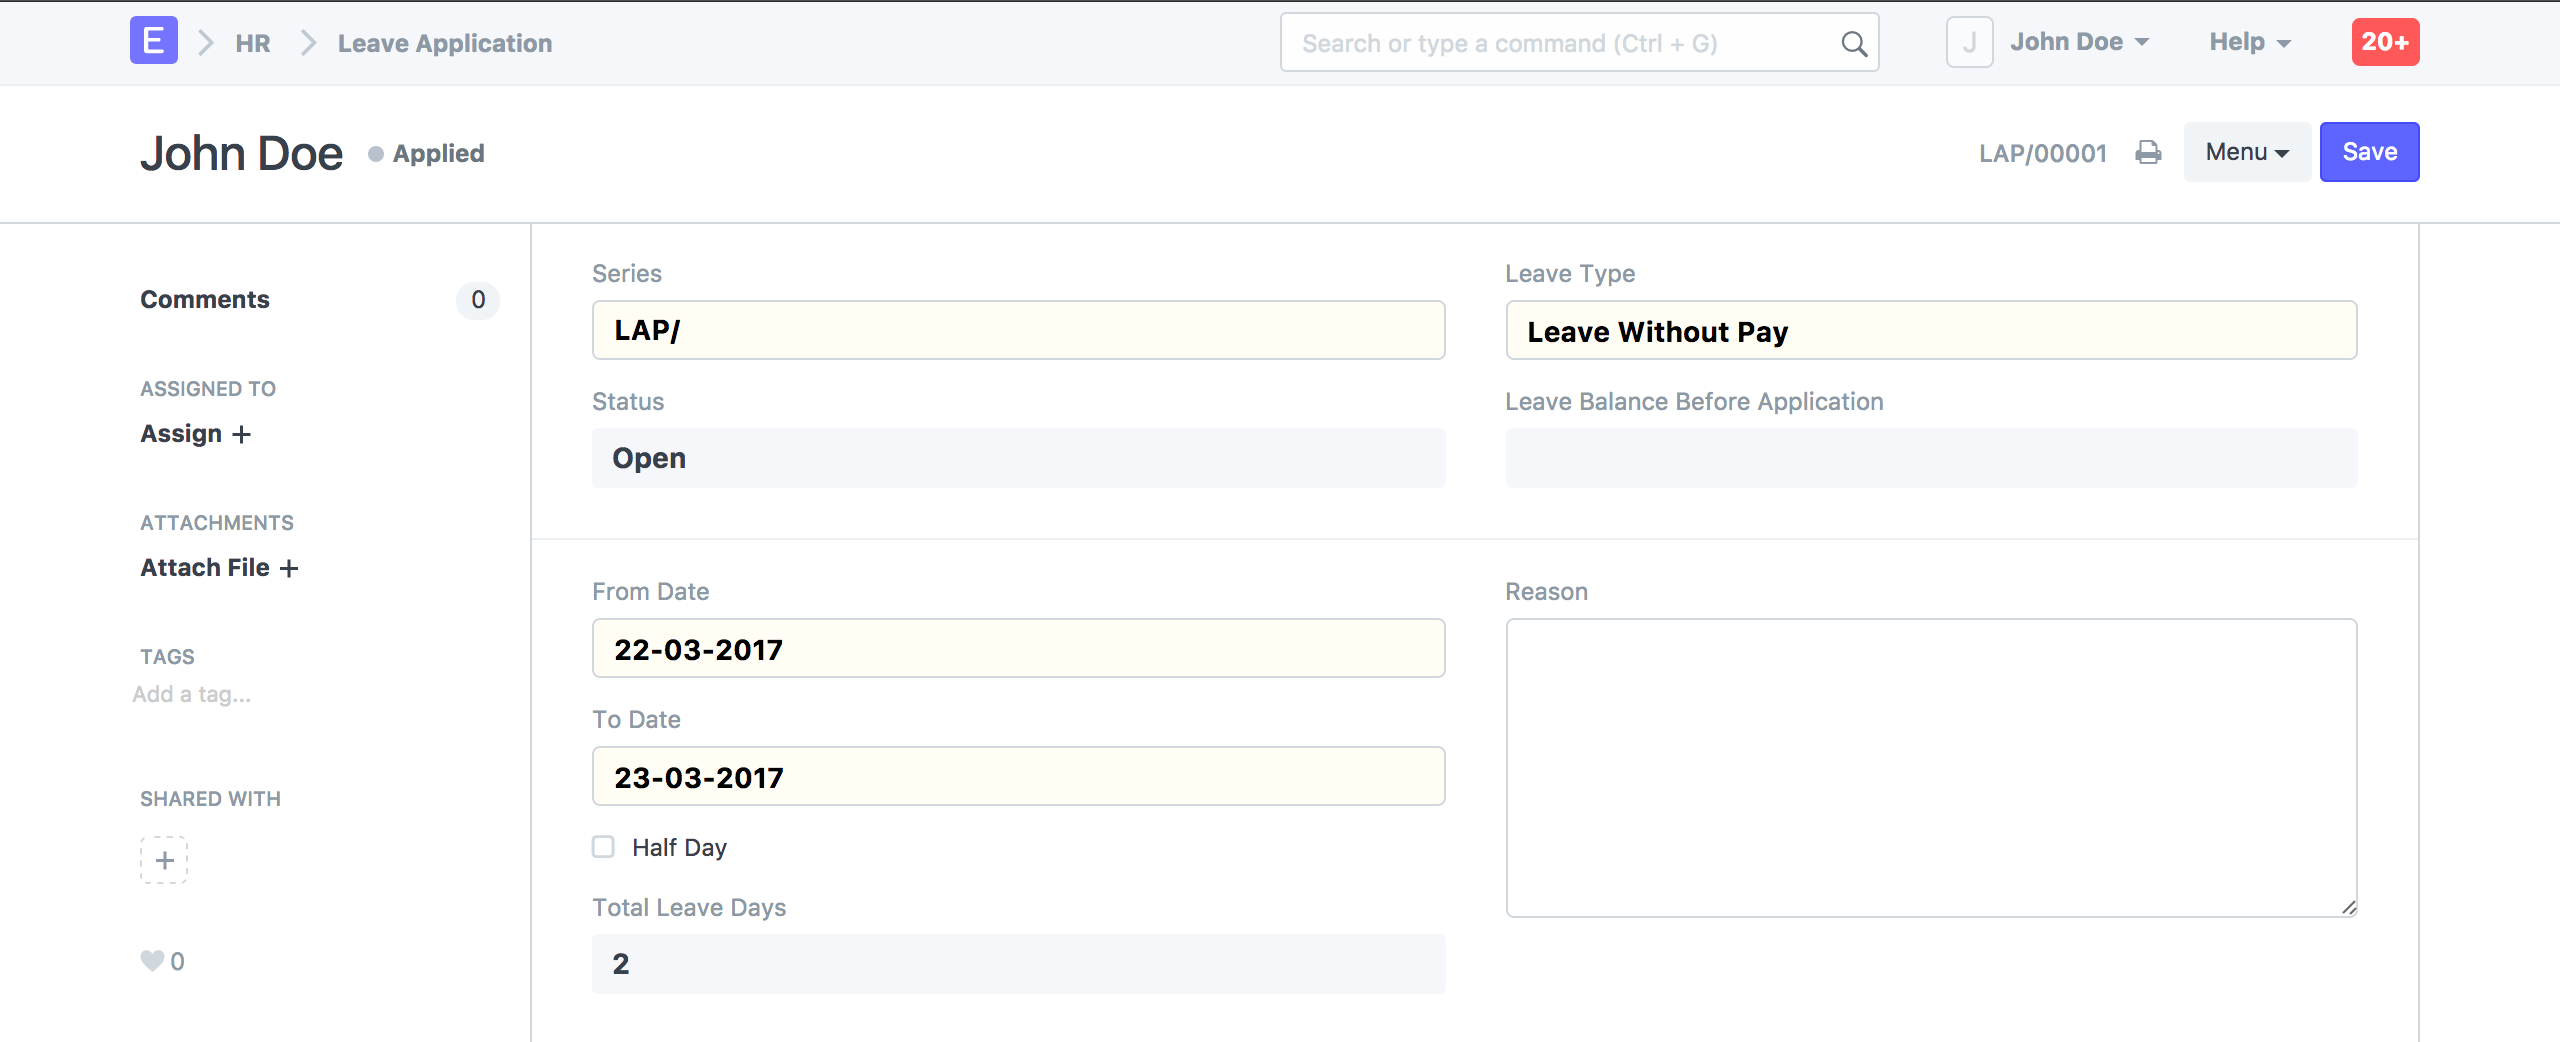 E HR Leave Application Search or type a command (Ctrl + G) J John Doe Help 20+
John Doe Applied LAP/00001 Menu Save
Comments 0
ASSIGNED TO
Assign +
ATTACHMENTS
Attach File +
TAGS
Add a tag...
SHARED WITH
+
0
Series
LAP/
Status
Open
Leave Type
Leave Without Pay
Leave Balance Before Application
From Date
22-03-2017
To Date
23-03-2017
Half Day
Total Leave Days
2
Reason